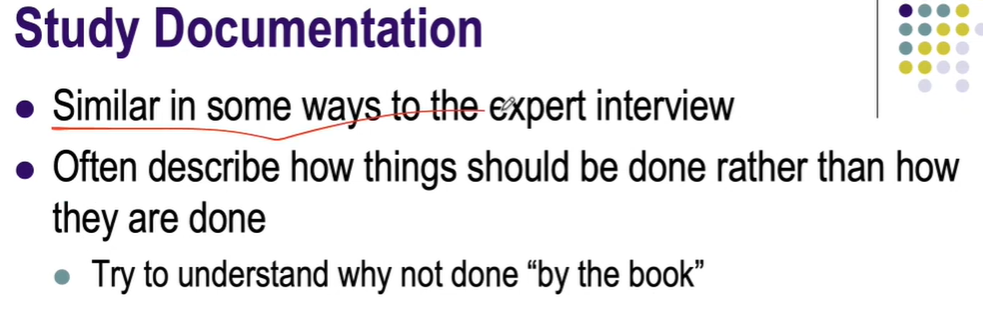 Study Documentation
Similar in some ways to the expert interview
Often describe how things should be done rather than how
they are done
Try to understand why not done “by the book”